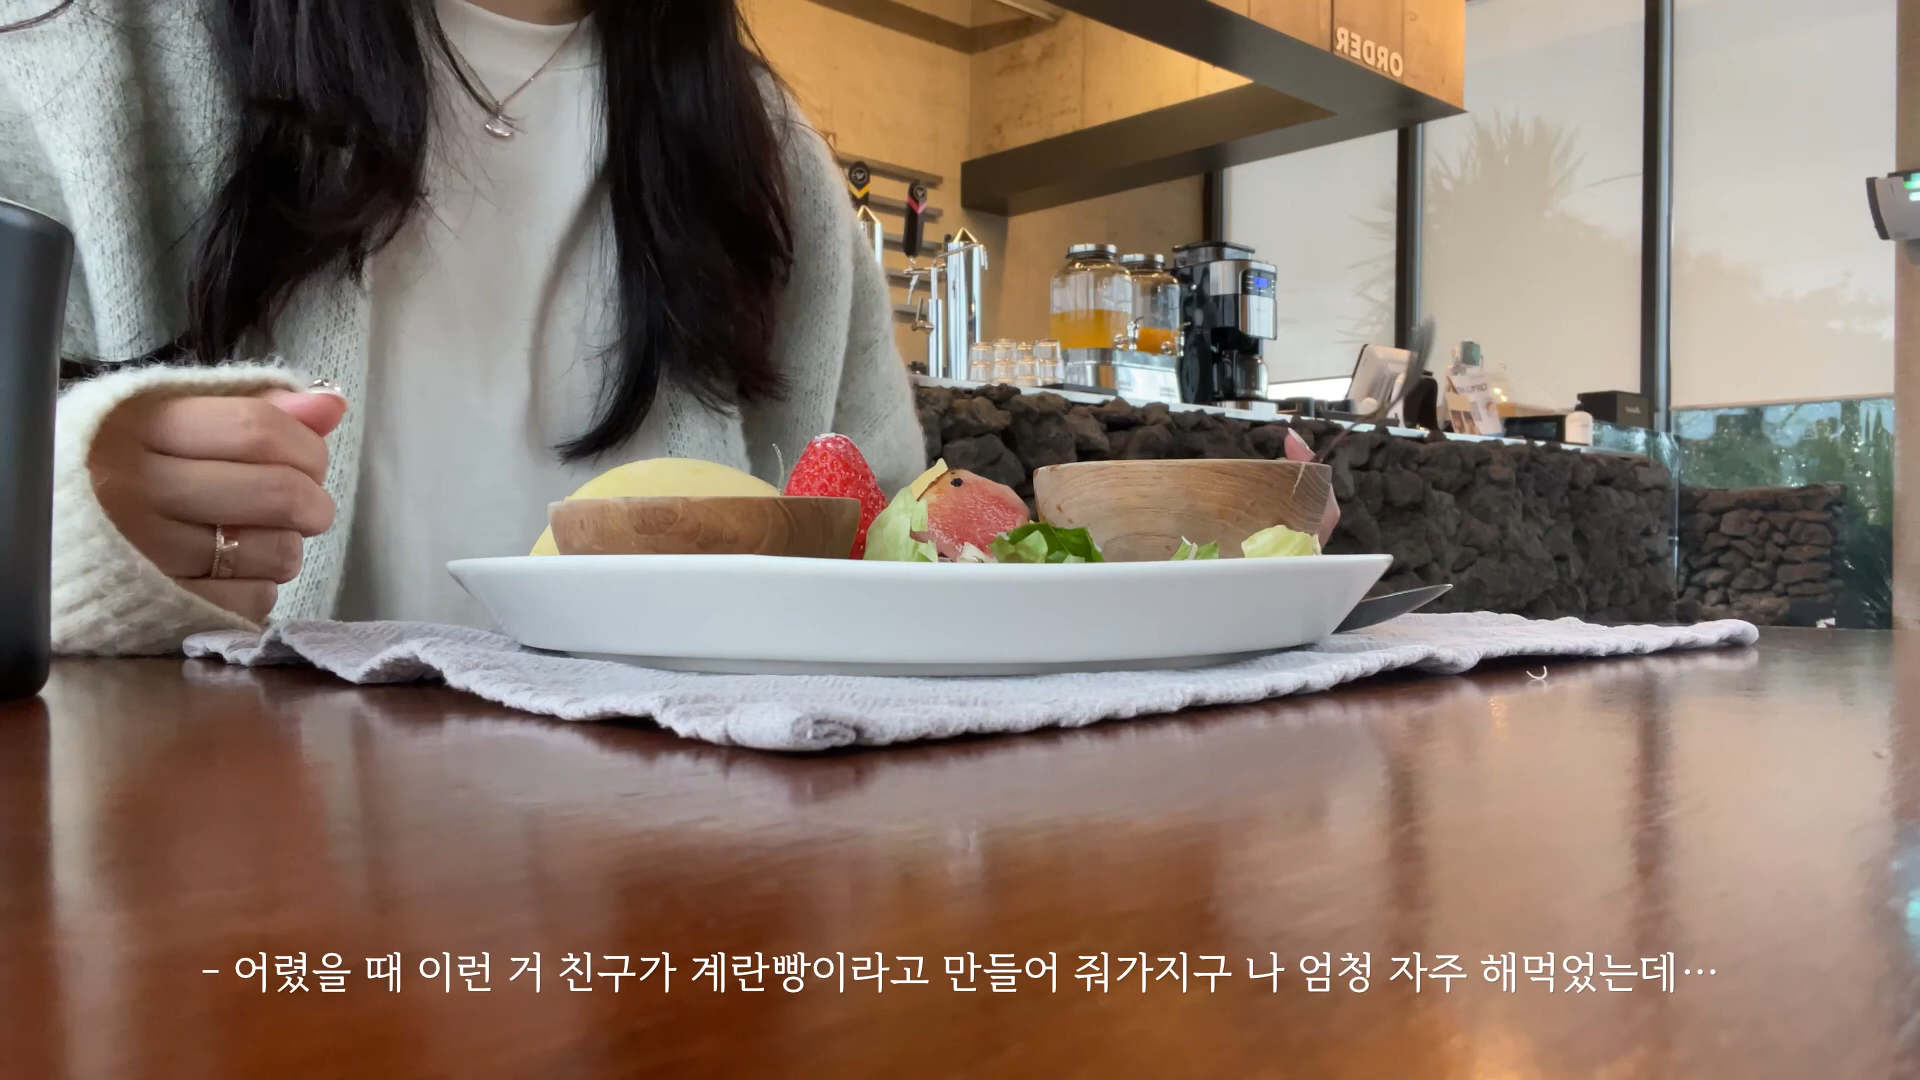 ORDER
- 어렸을 때 이런 거 친구가 계란빵이라고 만들어 줘가지구 나 엄청 자주 해먹었는데…